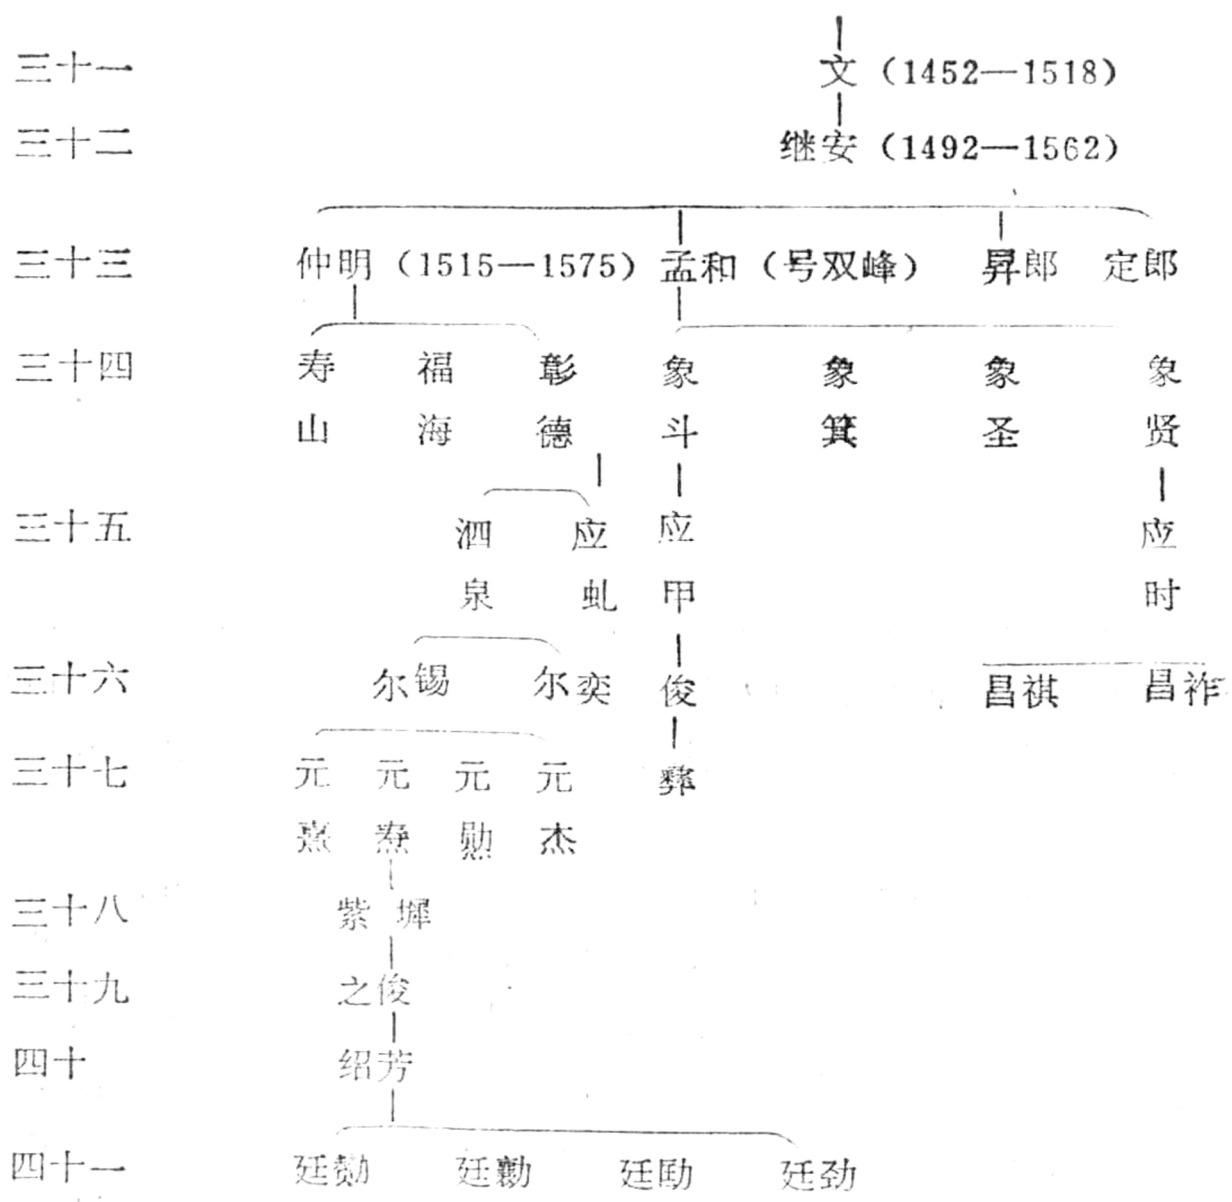 三十一 文（1452—1518）
三十二 继安（1492—1562）
三十三 仲明（1515—1575）孟和（号双峰） 昇郎 定郎
三十四 寿 福 彰 象 象 象 象
山 海 德 斗 箕 圣 贤
三十五 泗 应 应 应
泉 虬 甲 时
三十六 尔锡 尔奕 俊 昌祺 昌祚
三十七 元 元 元 元 彝
熹 焘 杰
三十八 紫墀
三十九 之俊
四十 绍芳
四十一 廷 廷 廷 廷劲